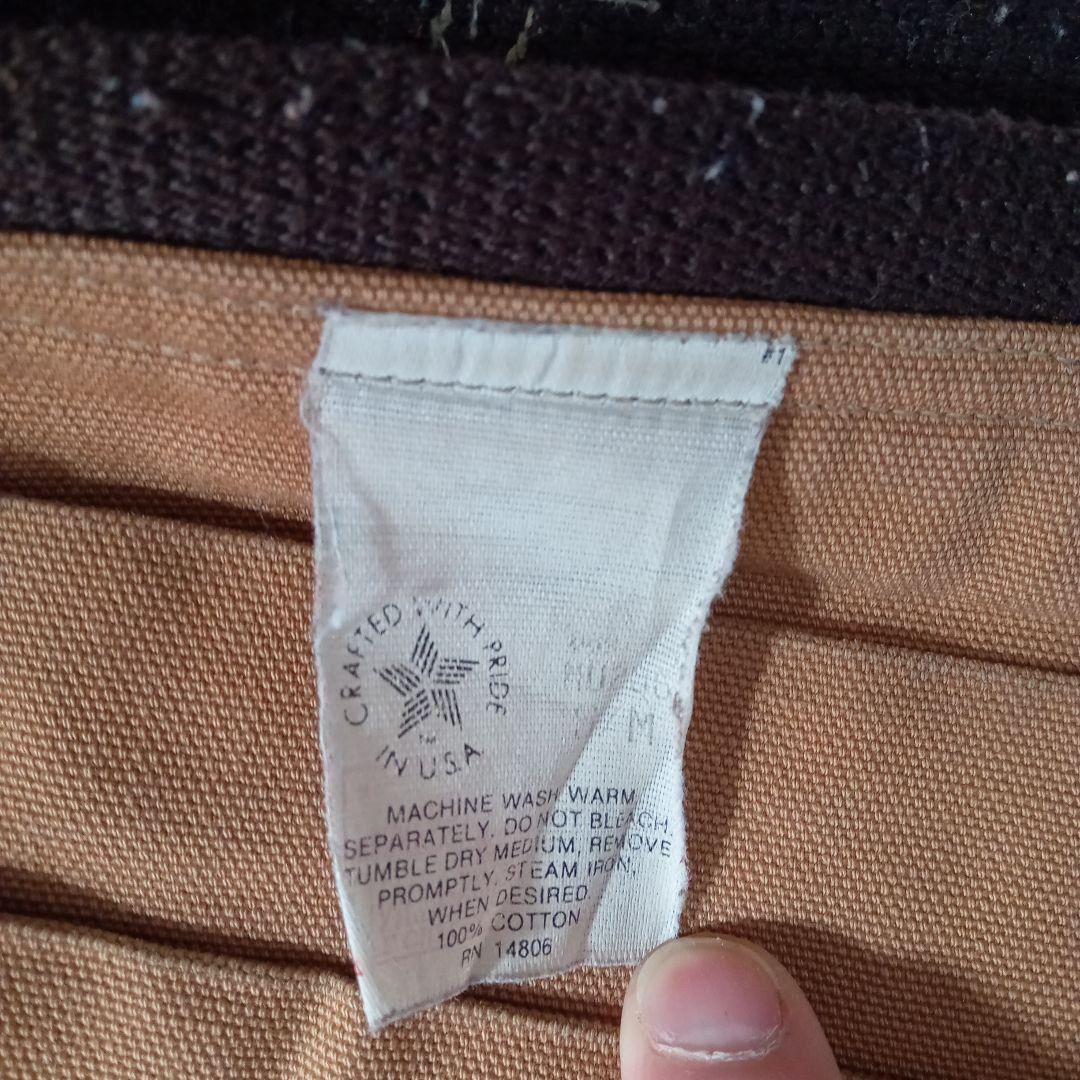 #1
CRAFTED WITH PRIDE
IN U.S.A
TM
M
MACHINE WASH WARM
SEPARATELY. DO NOT BLEACH.
TUMBLE DRY MEDIUM, REMOVE
PROMPTLY. STEAM IRON,
WHEN DESIRED.
100% COTTON
RN 14806